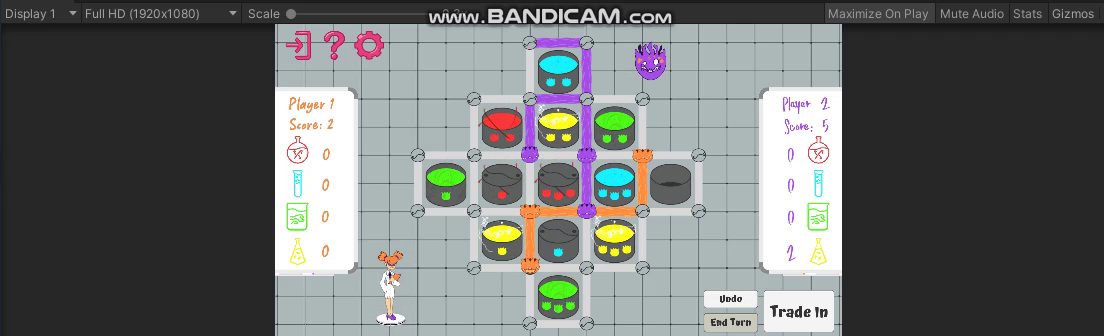 Display 1 Full HD (1920x1080) Scale Maximize On Play Mute Audio Stats Gizmos
www.BANDICAM.com
Player 1
Score: 2
0
0
0
0
Player 2
Score: 5
0
0
0
2
Undo
End Turn
Trade In